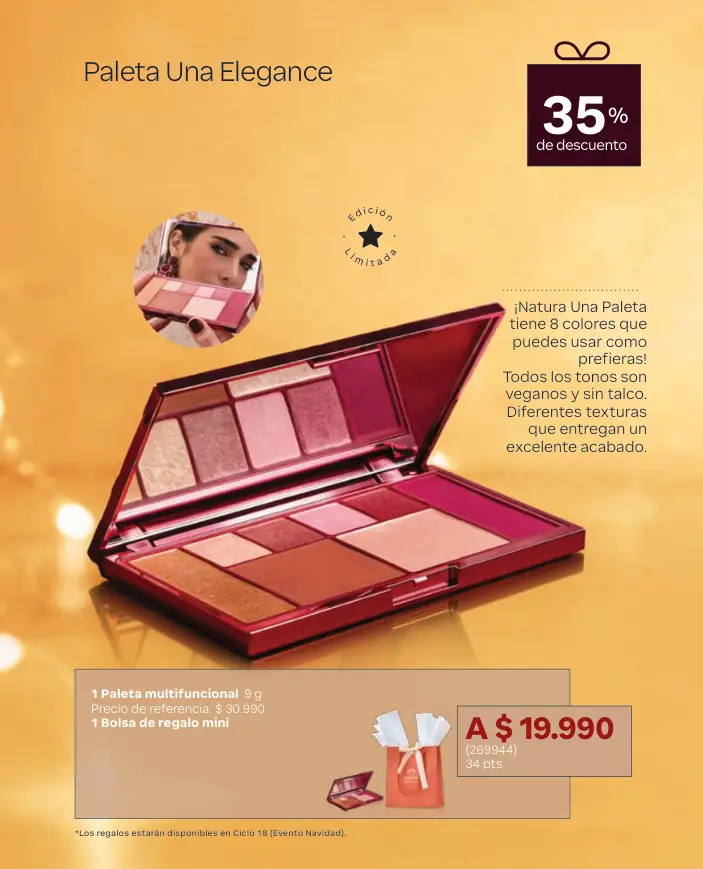 Paleta Una Elegance
35%
de descuento
Edición
Limitada
¡Natura Una Paleta
tiene 8 colores que
puedes usar como
prefieras!
Todos los tonos son
veganos y sin talco.
Diferentes texturas
que entregan un
excelente acabado.
1 Paleta multifuncional 9 g
Precio de referencia: $ 30.990
1 Bolsa de regalo mini
A $ 19.990
(269944)
34 pts
*Los regalos estarán disponibles en Ciclo 18 (Evento Navidad).